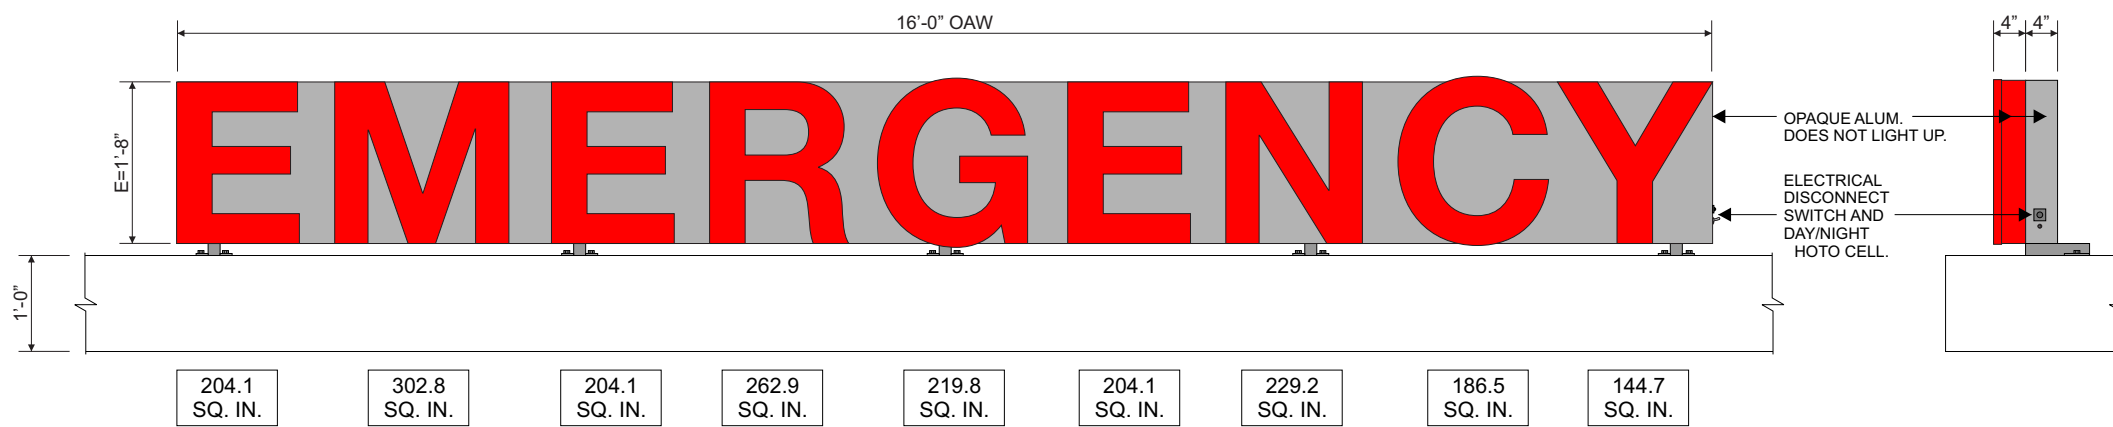 16’-0” OAW
4” 4”
E=1’-8”
EMERGENCY
OPAQUE ALUM.
DOES NOT LIGHT UP.
ELECTRICAL
DISCONNECT
SWITCH AND
DAY/NIGHT
HOTO CELL.
1’-0”
204.1
SQ. IN.
302.8
SQ. IN.
204.1
SQ. IN.
262.9
SQ. IN.
219.8
SQ. IN.
204.1
SQ. IN.
229.2
SQ. IN.
186.5
SQ. IN.
144.7
SQ. IN.